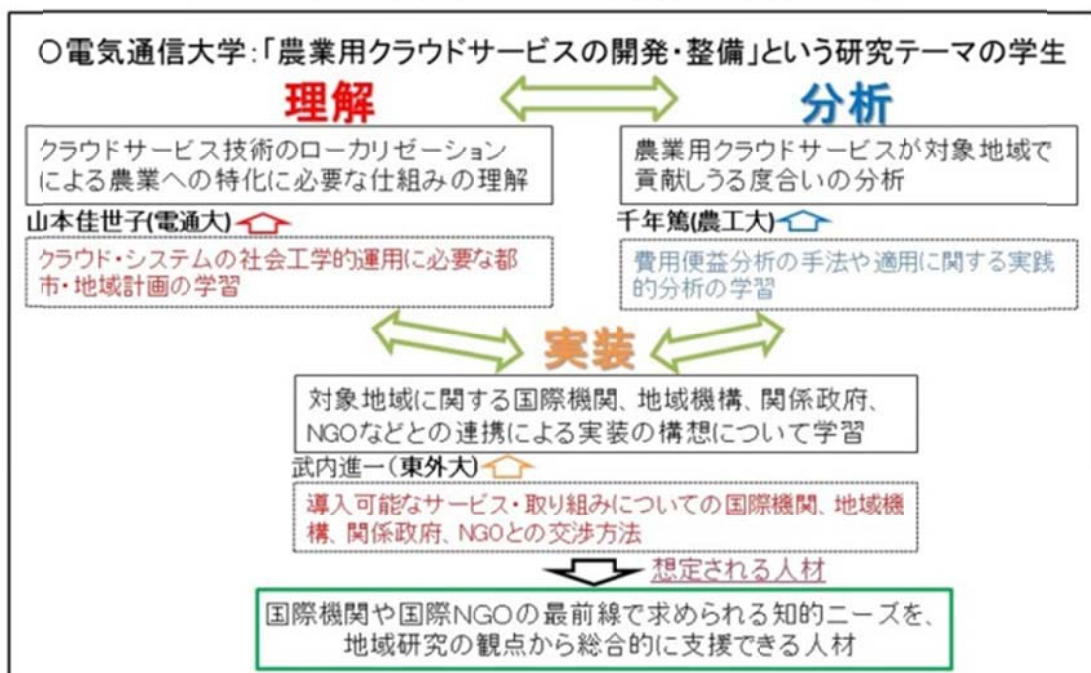 〇電気通信大学:「農業用クラウドサービスの開発・整備」という研究テーマの学生
理解
分析
クラウドサービス技術のローカリゼーション
による農業への特化に必要な仕組みの理解
山本佳世子(電通大)
クラウド・システムの社会工学的運用に必要な都
市・地域計画の学習
農業用クラウドサービスが対象地域で
貢献しうる度合いの分析
千年篤(農工大)
費用便益分析の手法や適用に関する実践
的分析の学習
実装
対象地域に関する国際機関、地域機構、関係政府、
NGOなどとの連携による実装の構想について学習
武内進一(東外大)
導入可能なサービス・取り組みについての国際機関、地域機
構、関係政府、NGOとの交渉方法
想定される人材
国際機関や国際NGOの最前線で求められる知的ニーズを、
地域研究の観点から総合的に支援できる人材